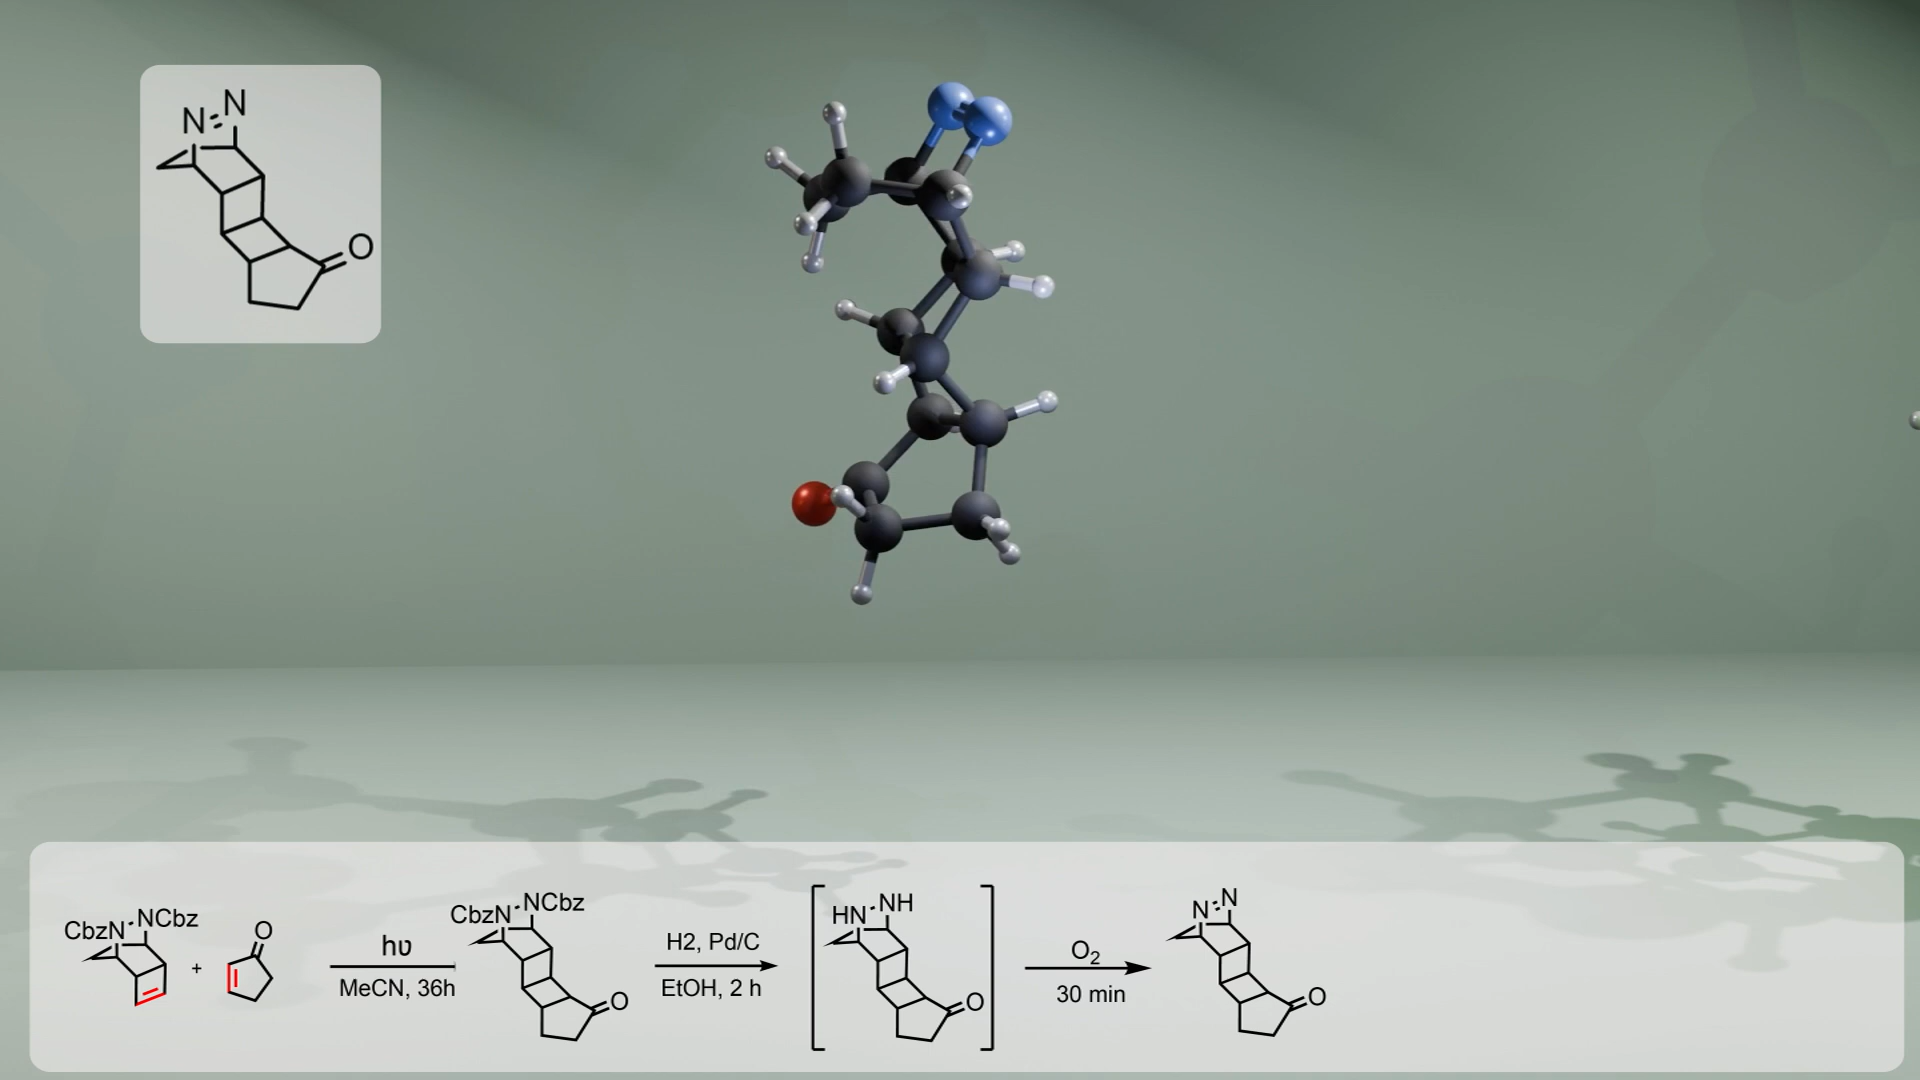 N
N
O
CbzN
NCbz
O
+
hυ
MeCN, 36h
CbzN
NCbz
O
H2, Pd/C
EtOH, 2 h
HN
NH
O
O₂
30 min
N
N
O